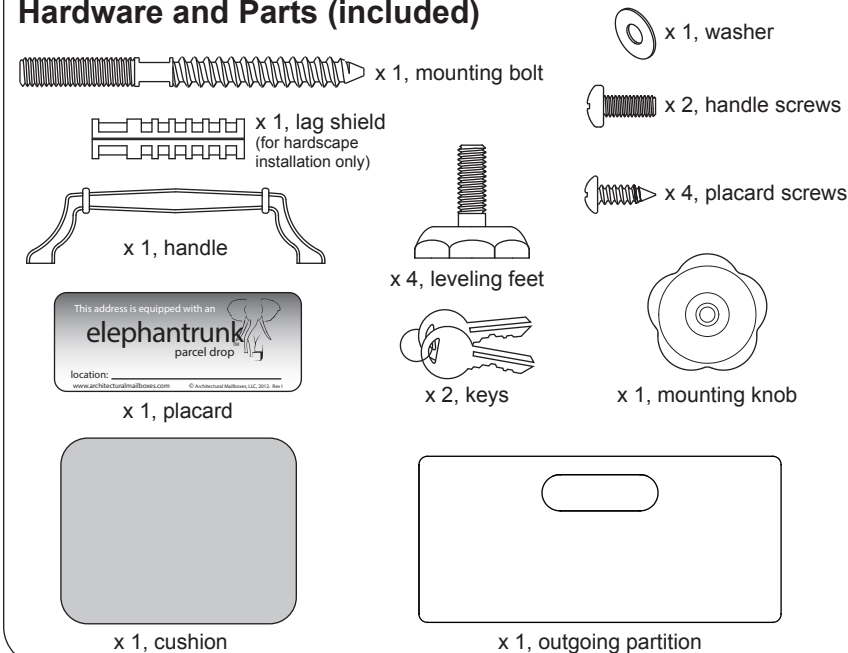 Hardware and Parts (included)
x 1, washer
x 1, mounting bolt
x 2, handle screws
x 1, lag shield
(for hardscape
installation only)
x 4, placard screws
x 1, handle
x 4, leveling feet
This address is equipped with an
elephantrunk
TM
parcel drop
location:
www.architecturalmailboxes.com © Architectural Mailboxes, LLC, 2012. Rev I
x 1, placard
x 2, keys
x 1, mounting knob
x 1, cushion
x 1, outgoing partition